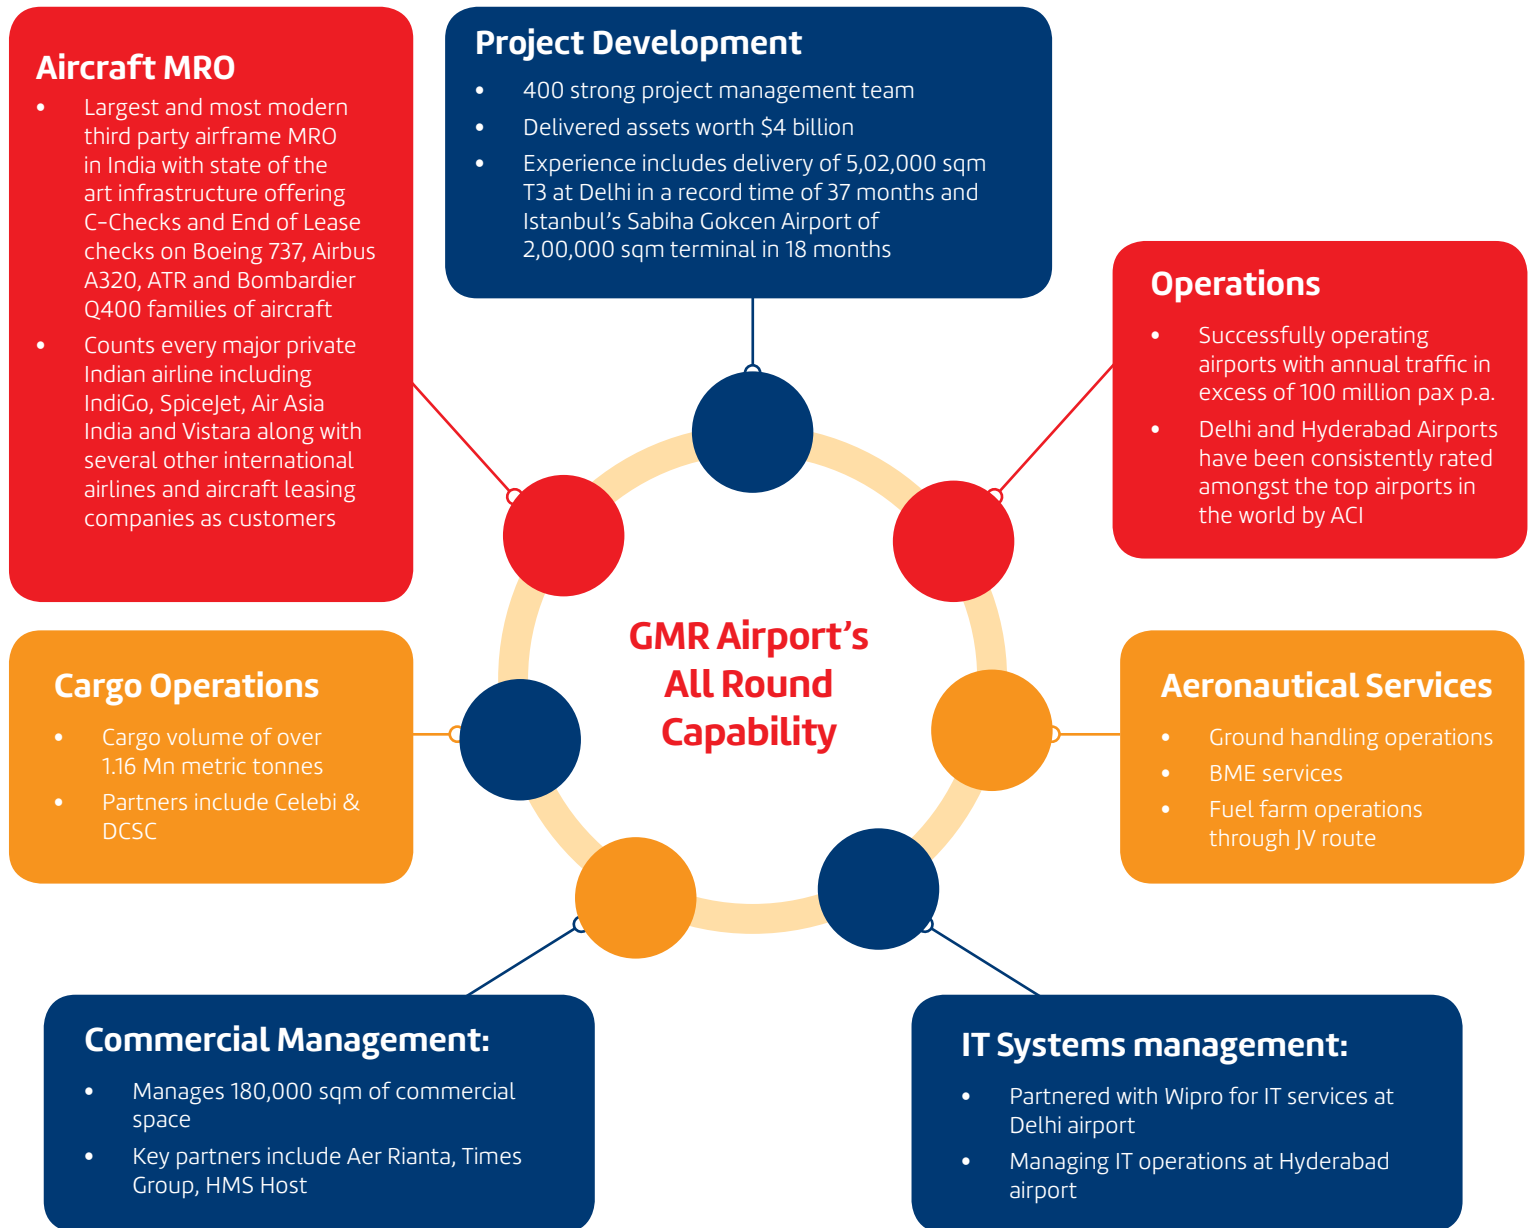 Aircraft MRO
• Largest and most modern
third party airframe MRO
in India with state of the
art infrastructure offering
C-Checks and End of Lease
checks on Boeing 737, Airbus
A320, ATR and Bombardier
Q400 families of aircraft
• Counts every major private
Indian airline including
IndiGo, SpiceJet, Air Asia
India and Vistara along with
several other international
airlines and aircraft leasing
companies as customers
Project Development
• 400 strong project management team
• Delivered assets worth $4 billion
• Experience includes delivery of 5,02,000 sqm
T3 at Delhi in a record time of 37 months and
Istanbul's Sabiha Gokcen Airport of
2,00,000 sqm terminal in 18 months
Operations
• Successfully operating
airports with annual traffic in
excess of 100 million pax p.a.
• Delhi and Hyderabad Airports
have been consistently rated
amongst the top airports in
the world by ACI
GMR Airport's
All Round
Capability
Cargo Operations
• Cargo volume of over
1.16 Mn metric tonnes
• Partners include Celebi &
DCSC
Aeronautical Services
• Ground handling operations
• BME services
• Fuel farm operations
through JV route
Commercial Management:
• Manages 180,000 sqm of commercial
space
• Key partners include Aer Rianta, Times
Group, HMS Host
IT Systems management:
• Partnered with Wipro for IT services at
Delhi airport
• Managing IT operations at Hyderabad
airport